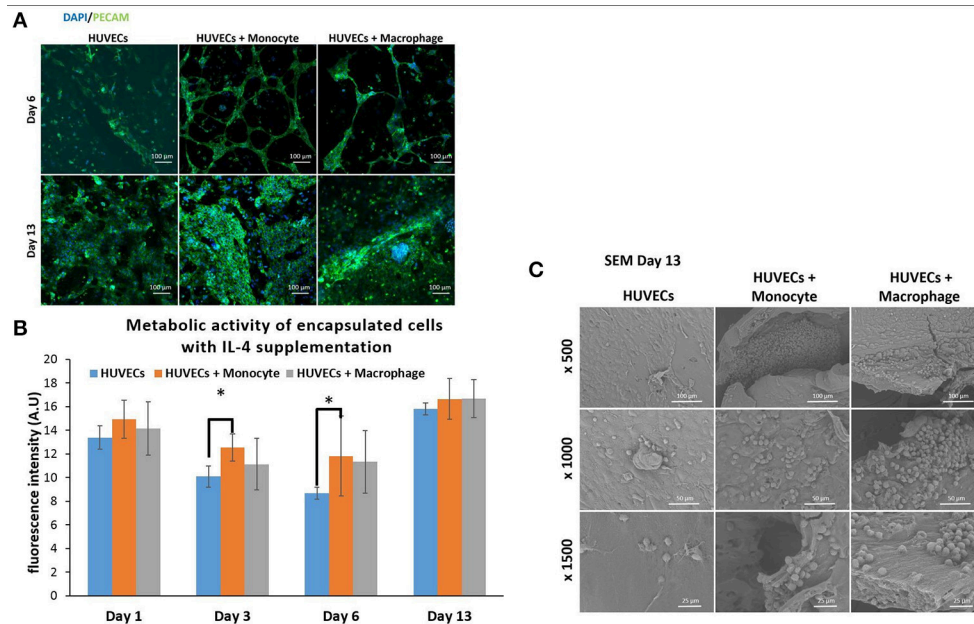 A
DAPI/PECAM
HUVECs
HUVECs + Monocyte
HUVECs + Macrophage
Day 6
100 µm
100 µm
100 µm
Day 13
100 µm
100 µm
100 µm
B
Metabolic activity of encapsulated cells
with IL-4 supplementation
HUVECs
HUVECs + Monocyte
HUVECs + Macrophage
fluorescence intensity (A.U)
20
18
16
14
12
10
8
6
4
2
0
*
*
Day 1
Day 3
Day 6
Day 13
C
SEM Day 13
HUVECs
HUVECs +
Monocyte
HUVECs +
Macrophage
x 500
100 µm
100 µm
100 µm
x 1000
50 µm
50 µm
50 µm
x 1500
25 µm
25 µm
25 µm